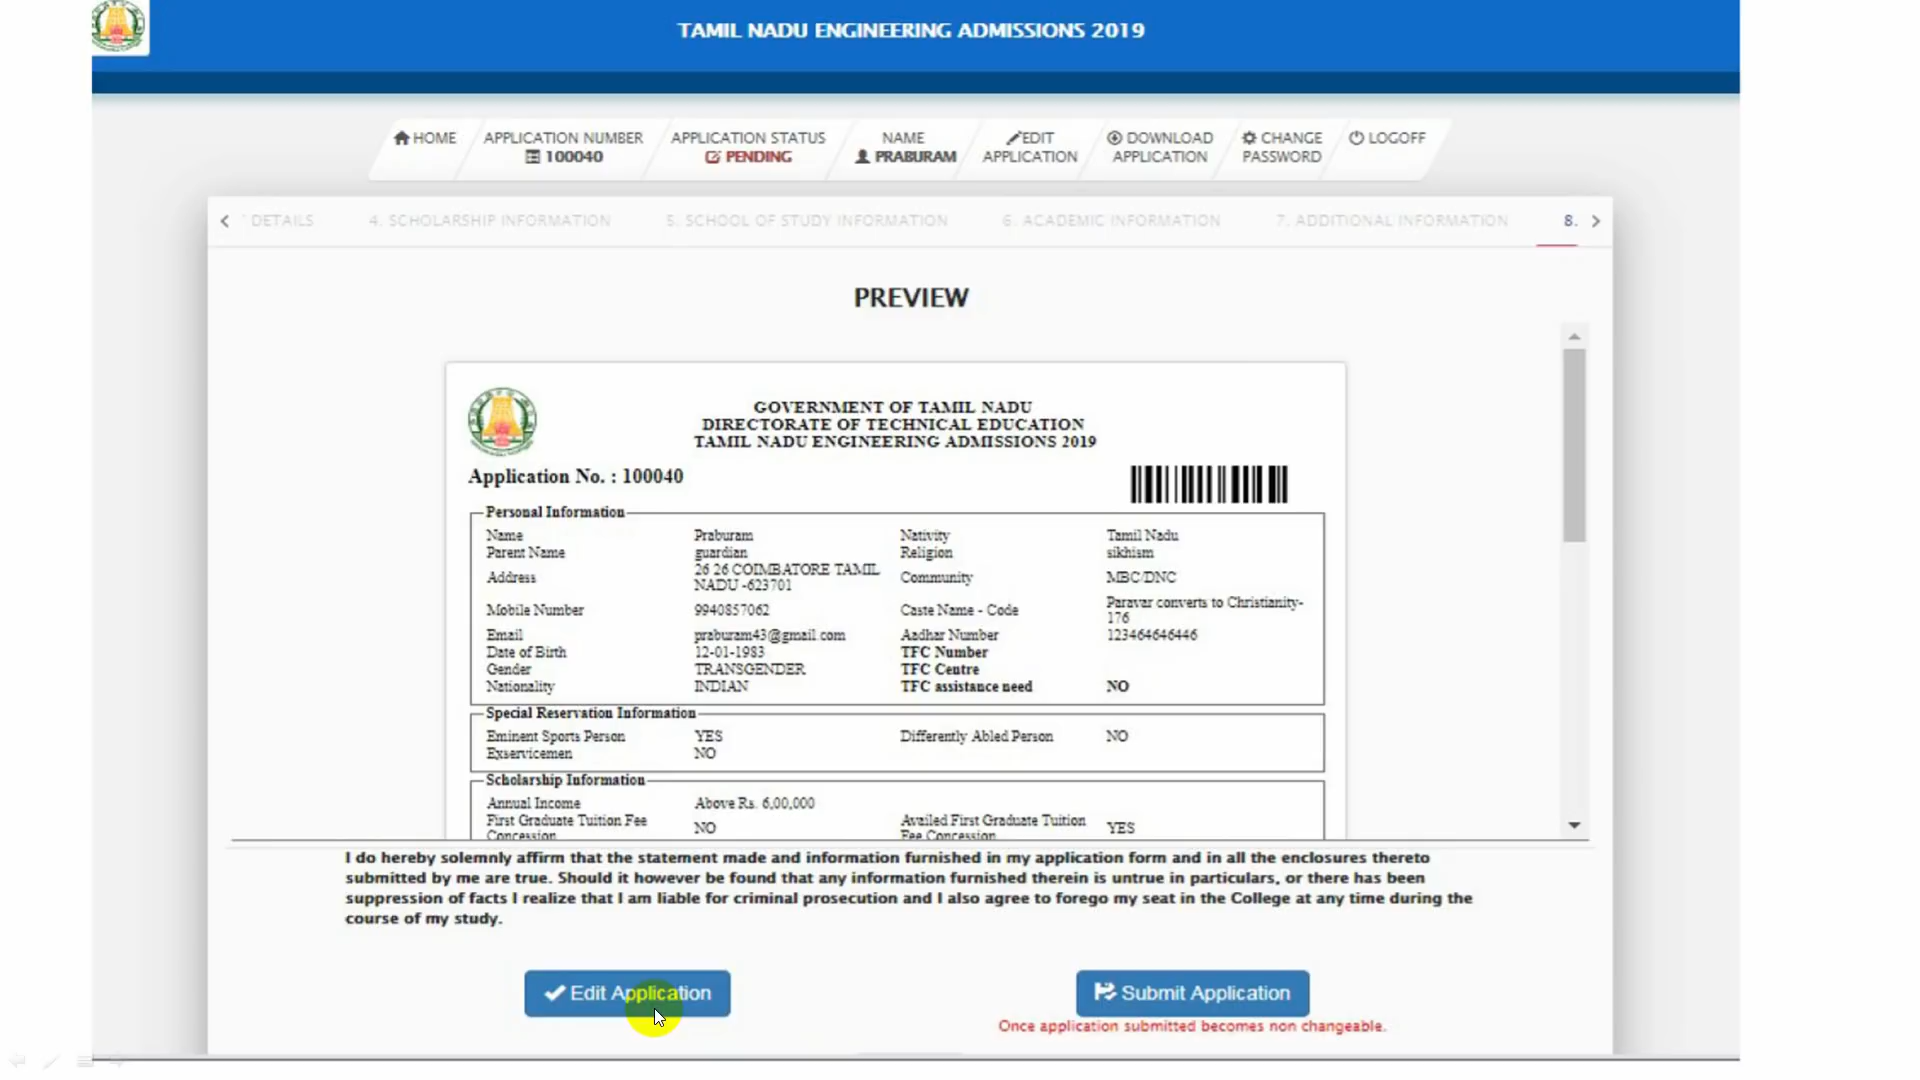 TAMIL NADU ENGINEERING ADMISSIONS 2019
HOME
APPLICATION NUMBER
100040
APPLICATION STATUS
PENDING
NAME
PRABURAM
EDIT
APPLICATION
DOWNLOAD
APPLICATION
CHANGE
PASSWORD
LOGOFF
DETAILS
4. SCHOLARSHIP INFORMATION
5. SCHOOL OF STUDY INFORMATION
6. ACADEMIC INFORMATION
7. ADDITIONAL INFORMATION
8.
PREVIEW
GOVERNMENT OF TAMIL NADU
DIRECTORATE OF TECHNICAL EDUCATION
TAMIL NADU ENGINEERING ADMISSIONS 2019
Application No. : 100040
Personal Information
Name Praburam Nativity Tamil Nadu
Parent Name guardian Religion sikhism
Address 26 26 COIMBATORE TAMIL
NADU -623701 Community MBC/DNC
Mobile Number 9940857062 Caste Name - Code Paravar converts to Christianity-
176
Email praburam43@gmail.com Aadhar Number 123464646446
Date of Birth 12-01-1983 TFC Number
Gender TRANSGENDER TFC Centre
Nationality INDIAN TFC assistance need NO
Special Reservation Information
Eminent Sports Person YES Differently Abled Person NO
Exservicemen NO
Scholarship Information
Annual Income Above Rs. 6,00,000
First Graduate Tuition Fee
Concession NO Availed First Graduate Tuition
Fee Concession YES
I do hereby solemnly affirm that the statement made and information furnished in my application form and in all the enclosures thereto
submitted by me are true. Should it however be found that any information furnished therein is untrue in particulars, or there has been
suppression of facts I realize that I am liable for criminal prosecution and I also agree to forego my seat in the College at any time during the
course of my study.
Edit Application
Submit Application
Once application submitted becomes non changeable.